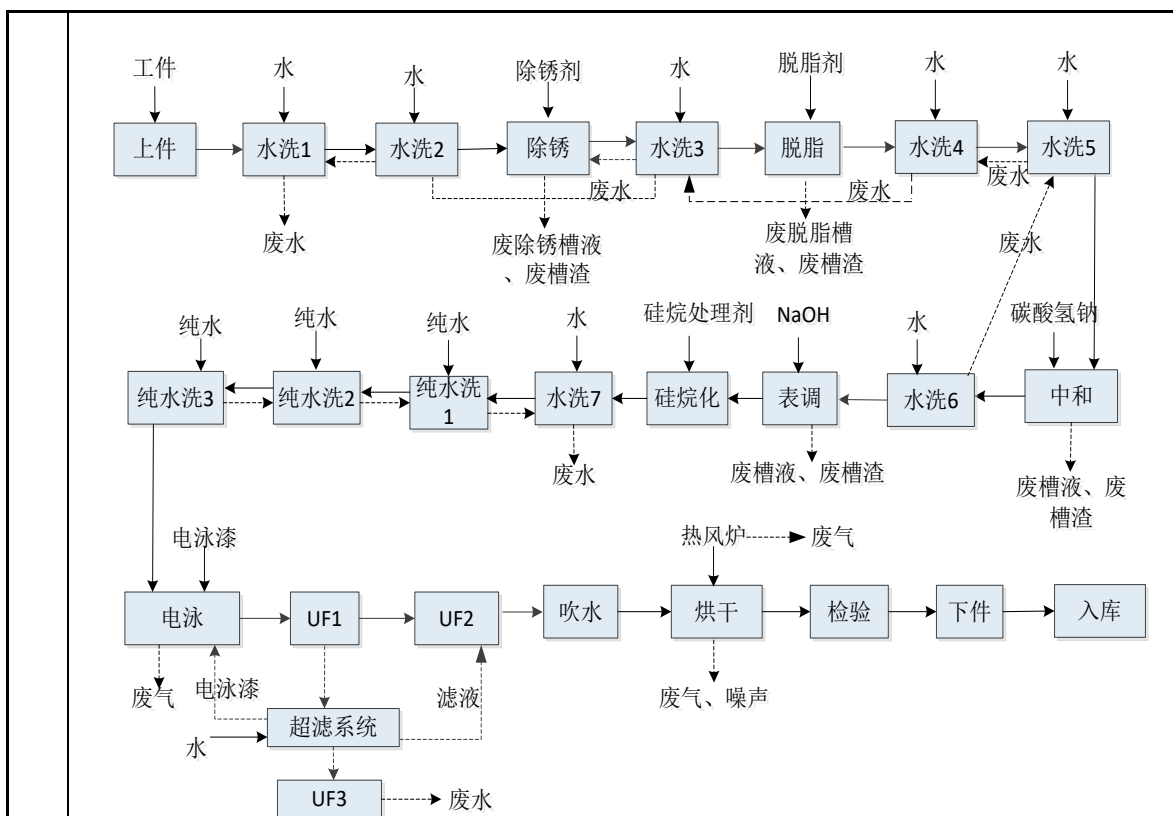 工件
水
水
除锈剂
水
脱脂剂
水
水
上件
水洗1
水洗2
除锈
水洗3
脱脂
水洗4
水洗5
废水
废水
废水
废水
废除锈槽液
、废槽渣
废脱脂槽
液、废槽渣
废水
纯水
纯水
纯水
水
硅烷处理剂
NaOH
水
碳酸氢钠
纯水洗3
纯水洗2
纯水洗
1
水洗7
硅烷化
表调
水洗6
中和
废水
废槽液、废槽渣
废槽液、废
槽渣
电泳漆
热风炉
废气
电泳
UF1
UF2
吹水
烘干
检验
下件
入库
废气
电泳漆
滤液
废气、噪声
水
超滤系统
UF3
废水